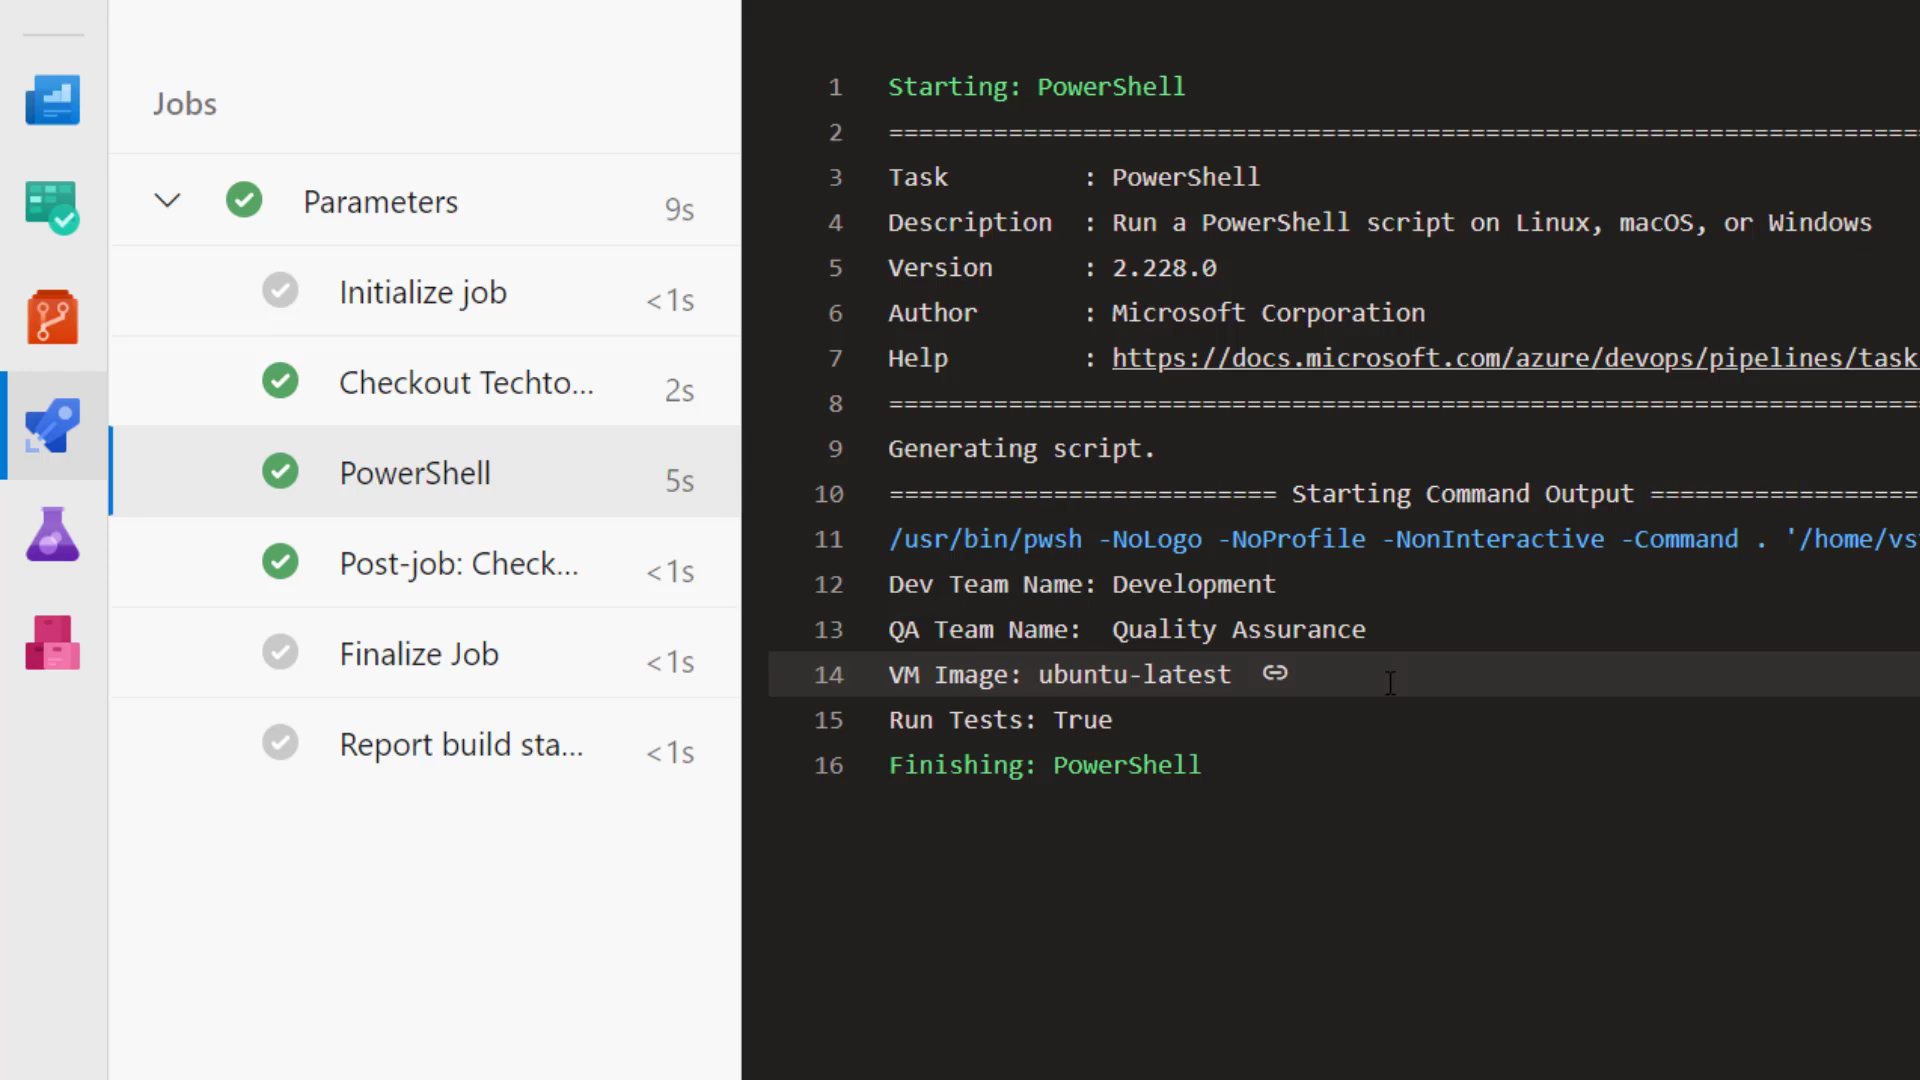 Jobs
Parameters 9s
Initialize job <1s
Checkout Techto... 2s
PowerShell 5s
Post-job: Check... <1s
Finalize Job <1s
Report build sta... <1s
1 Starting: PowerShell
2 =====================================================================
3 Task : PowerShell
4 Description : Run a PowerShell script on Linux, macOS, or Windows
5 Version : 2.228.0
6 Author : Microsoft Corporation
7 Help : https://docs.microsoft.com/azure/devops/pipelines/task
8 =====================================================================
9 Generating script.
10 ========================== Starting Command Output ==================
11 /usr/bin/pwsh -NoLogo -NoProfile -NonInteractive -Command . '/home/vs
12 Dev Team Name: Development
13 QA Team Name:  Quality Assurance
14 VM Image: ubuntu-latest
15 Run Tests: True
16 Finishing: PowerShell